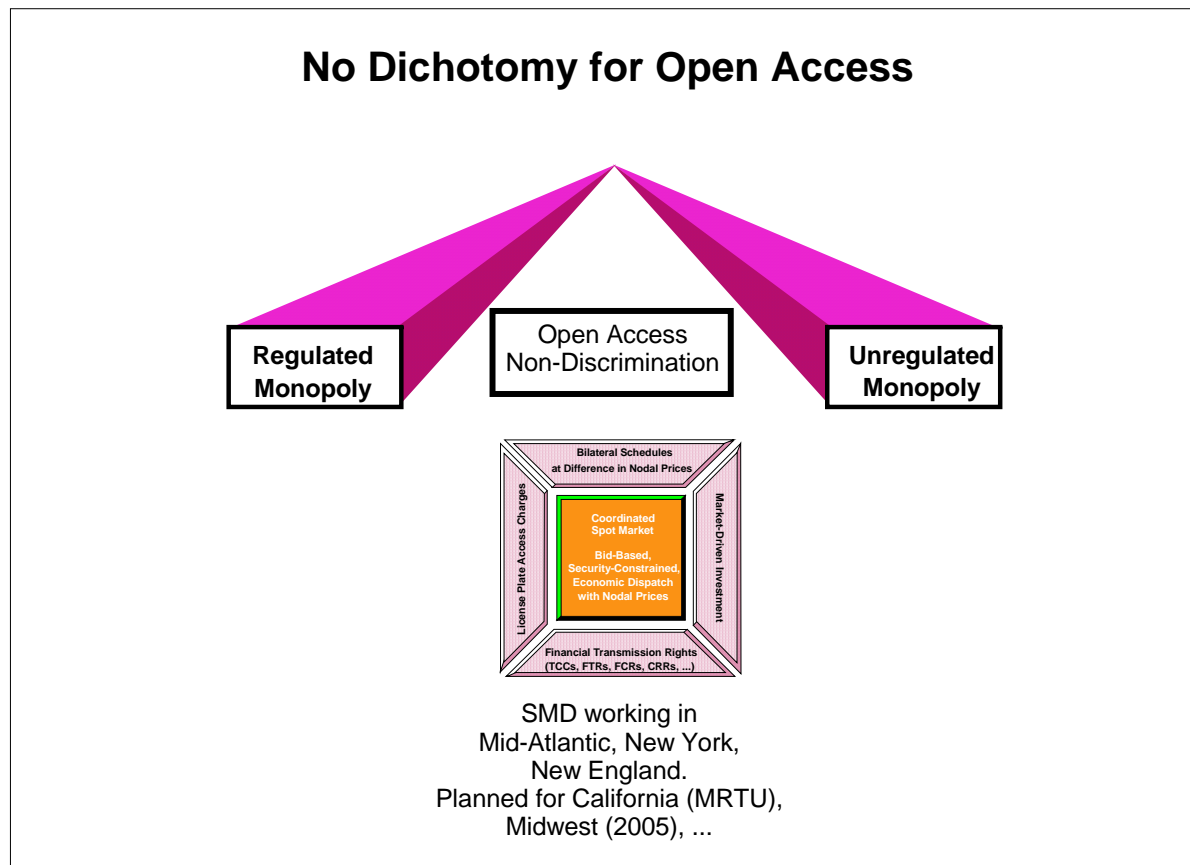 No Dichotomy for Open Access
Regulated
Monopoly
Open Access
Non-Discrimination
Unregulated
Monopoly
Bilateral Schedules
at Difference in Nodal Prices
License Plate Access Charges
Coordinated
Spot Market
Bid-Based,
Security-Constrained,
Economic Dispatch
with Nodal Prices
Market-Driven Investment
Financial Transmission Rights
(TCCs, FTRs, FCRs, CRRs, ...)
SMD working in
Mid-Atlantic, New York,
New England.
Planned for California (MRTU),
Midwest (2005), ...